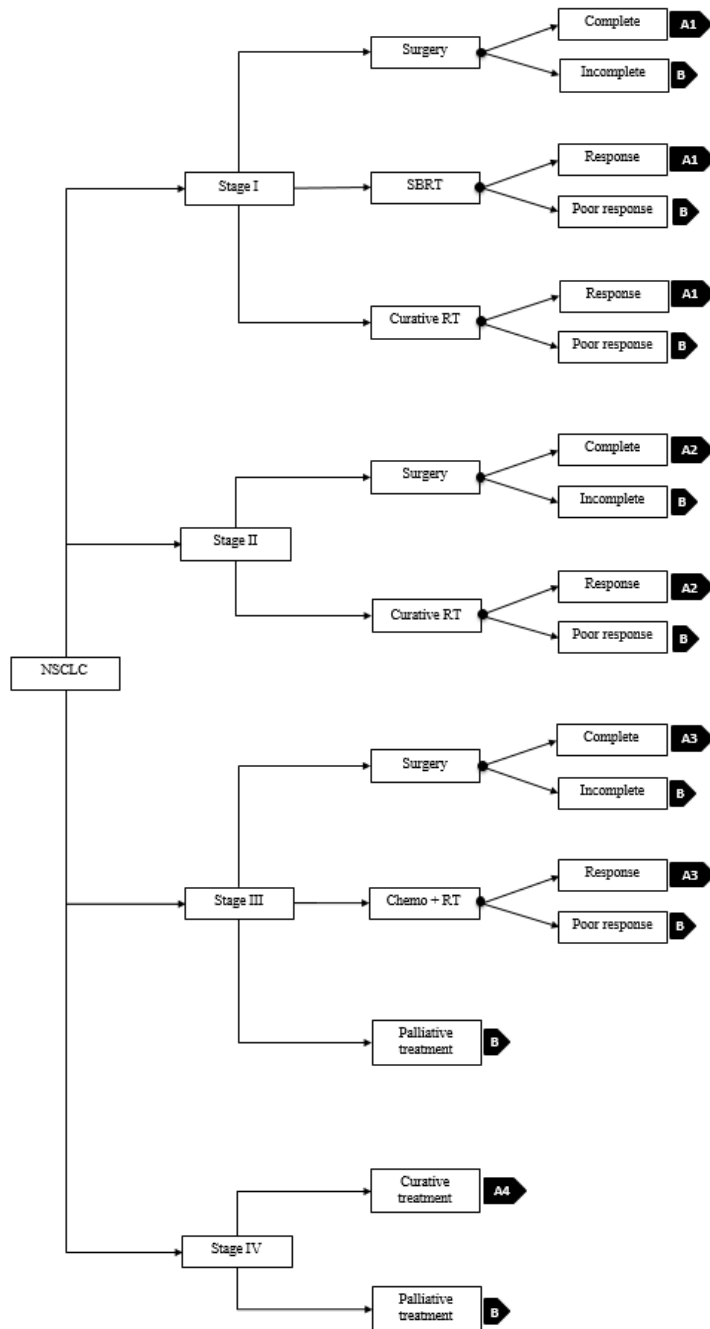 Complete
A1
Surgery
Incomplete
B
Response
A1
Stage I
SBRT
Poor response
B
Response
A1
Curative RT
Poor response
B
Complete
A2
Surgery
Incomplete
B
Stage II
Response
A2
Curative RT
Poor response
B
NSCLC
Complete
A3
Surgery
Incomplete
B
Response
A3
Stage III
Chemo + RT
Poor response
B
Palliative
treatment
B
Curative
treatment
A4
Stage IV
Palliative
treatment
B